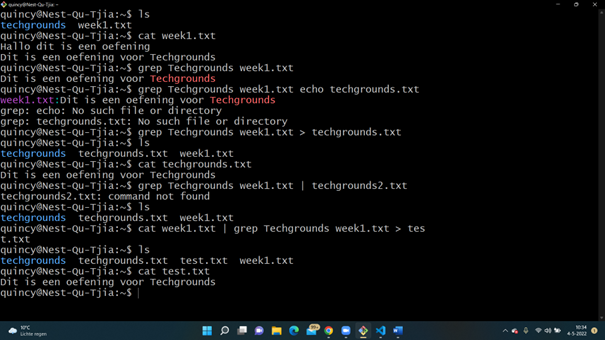 quincy@Nest-Qu-Tjia: ~
quincy@Nest-Qu-Tjia:~$ ls
techgrounds  week1.txt
quincy@Nest-Qu-Tjia:~$ cat week1.txt
Hallo dit is een oefening
Dit is een oefening voor Techgrounds
quincy@Nest-Qu-Tjia:~$ grep Techgrounds week1.txt
Dit is een oefening voor Techgrounds
quincy@Nest-Qu-Tjia:~$ grep Techgrounds week1.txt echo techgrounds.txt
week1.txt:Dit is een oefening voor Techgrounds
grep: echo: No such file or directory
grep: techgrounds.txt: No such file or directory
quincy@Nest-Qu-Tjia:~$ grep Techgrounds week1.txt > techgrounds.txt
quincy@Nest-Qu-Tjia:~$ ls
techgrounds  techgrounds.txt  week1.txt
quincy@Nest-Qu-Tjia:~$ cat techgrounds.txt
Dit is een oefening voor Techgrounds
quincy@Nest-Qu-Tjia:~$ grep Techgrounds week1.txt | techgrounds2.txt
techgrounds2.txt: command not found
quincy@Nest-Qu-Tjia:~$ ls
techgrounds  techgrounds.txt  week1.txt
quincy@Nest-Qu-Tjia:~$ cat week1.txt | grep Techgrounds week1.txt > tes
t.txt
quincy@Nest-Qu-Tjia:~$ ls
techgrounds  techgrounds.txt  test.txt  week1.txt
quincy@Nest-Qu-Tjia:~$ cat test.txt
Dit is een oefening voor Techgrounds
quincy@Nest-Qu-Tjia:~$
10°C
Lichte regen
99+
10:34
4-5-2022